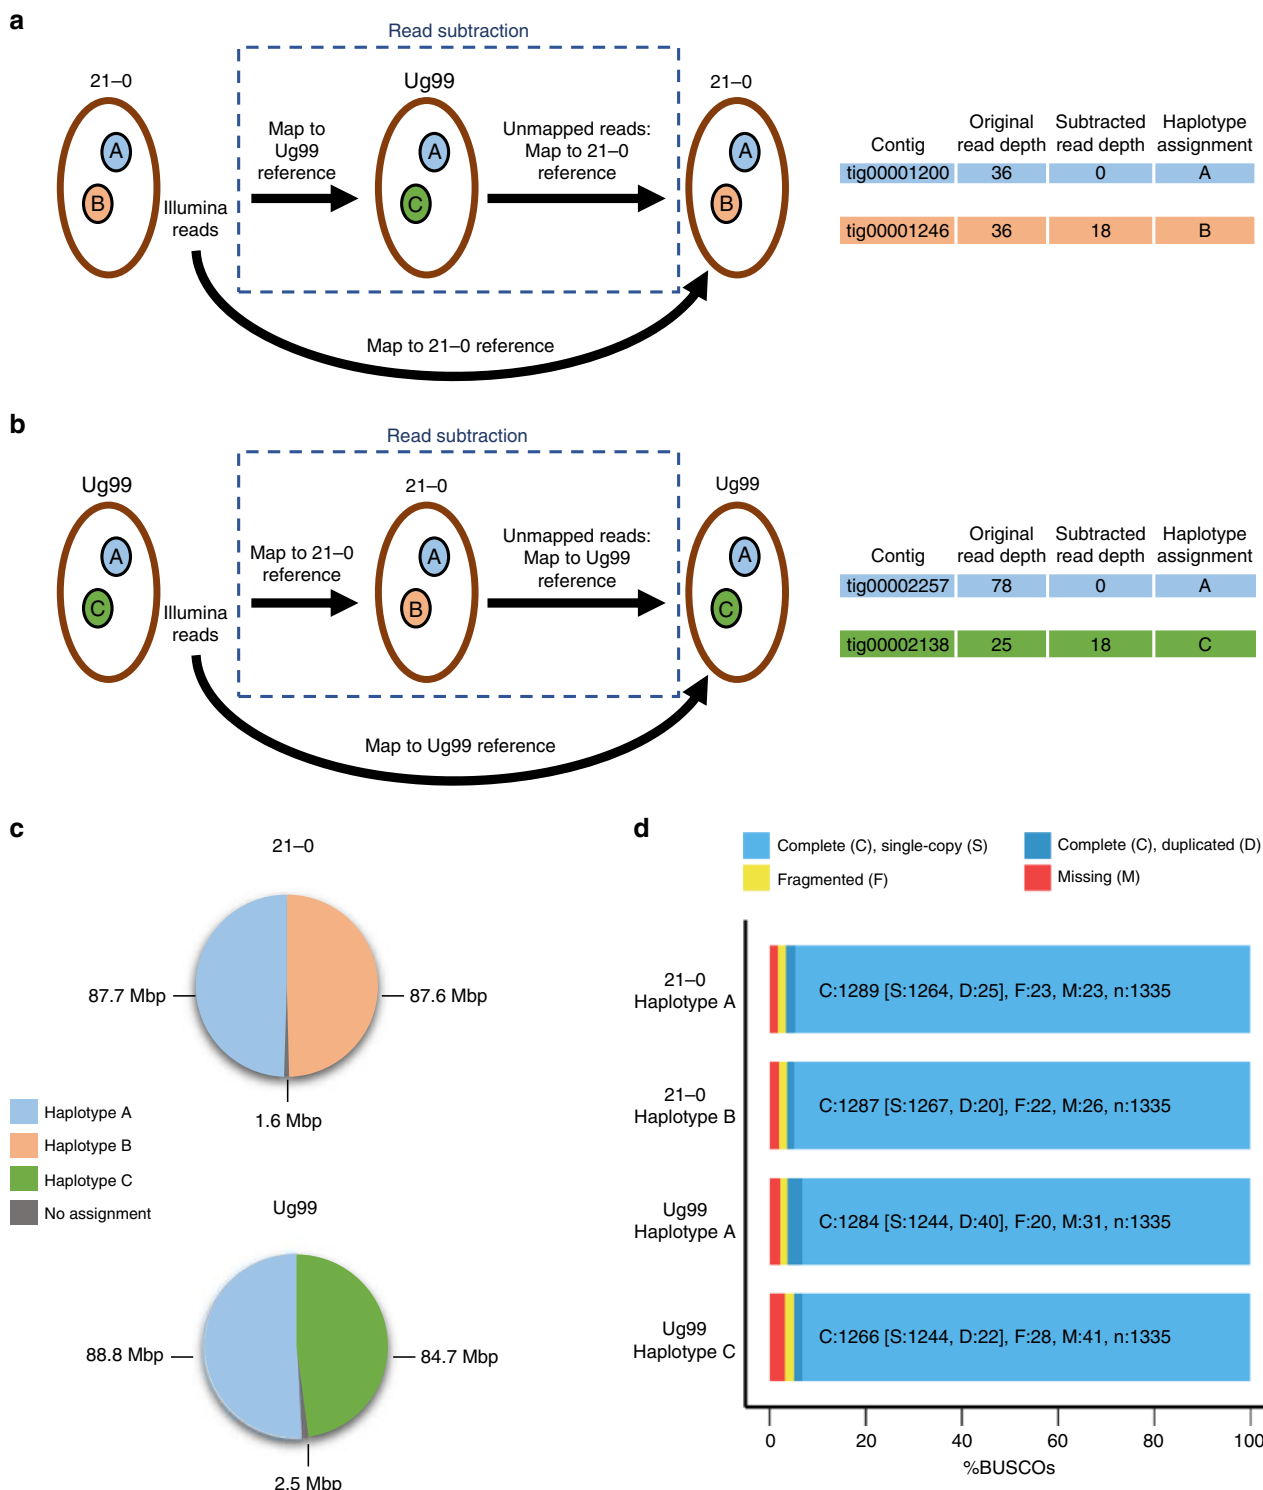 a
Read subtraction
21–0
Ug99
21–0
A
B
Illumina
reads
Map to
Ug99
reference
A
C
Unmapped reads:
Map to 21–0
reference
A
B
Map to 21–0 reference
Contig
Original
read depth
Subtracted
read depth
Haplotype
assignment
tig00001200 36 0 A
tig00001246 36 18 B
b
Read subtraction
Ug99
21–0
Ug99
A
C
Illumina
reads
Map to 21–0
reference
A
B
Unmapped reads:
Map to Ug99
reference
A
C
Map to Ug99 reference
Contig
Original
read depth
Subtracted
read depth
Haplotype
assignment
tig00002257 78 0 A
tig00002138 25 18 C
c
21–0
87.7 Mbp
87.6 Mbp
1.6 Mbp
Haplotype A
Haplotype B
Haplotype C
No assignment
Ug99
88.8 Mbp
84.7 Mbp
2.5 Mbp
d
Complete (C), single-copy (S)
Complete (C), duplicated (D)
Fragmented (F)
Missing (M)
21–0
Haplotype A
C:1289 [S:1264, D:25], F:23, M:23, n:1335
21–0
Haplotype B
C:1287 [S:1267, D:20], F:22, M:26, n:1335
Ug99
Haplotype A
C:1284 [S:1244, D:40], F:20, M:31, n:1335
Ug99
Haplotype C
C:1266 [S:1244, D:22], F:28, M:41, n:1335
0 20 40 60 80 100
%BUSCOs